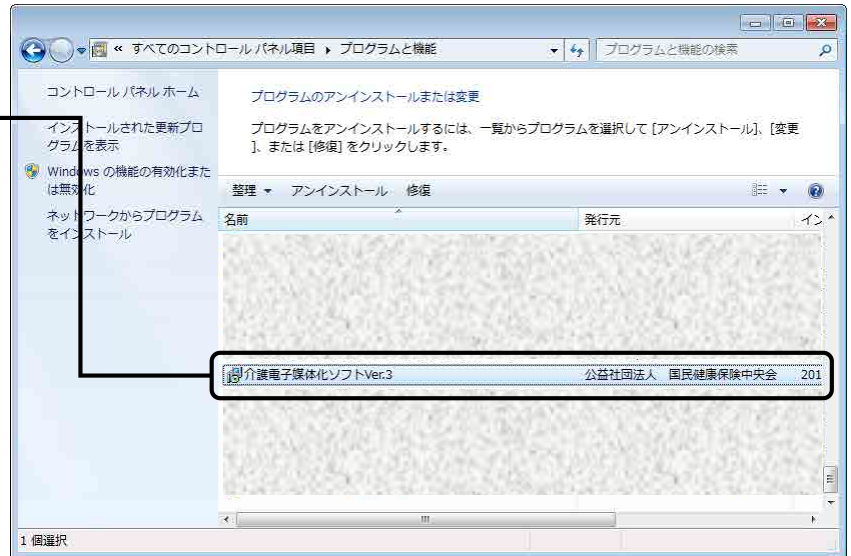 « すべてのコントロール パネル項目 ▸ プログラムと機能
プログラムと機能の検索
コントロール パネル ホーム
インストールされた更新プロ
グラムを表示
Windows の機能の有効化また
は無効化
ネットワークからプログラム
をインストール
プログラムのアンインストールまたは変更
プログラムをアンインストールするには、一覧からプログラムを選択して [アンインストール]、[変更
]、または [修復] をクリックします。
整理 ▼ アンインストール 修復
名前 発行元 イン
介護電子媒体化ソフトVer.3 公益社団法人 国民健康保険中央会 201
1 個選択